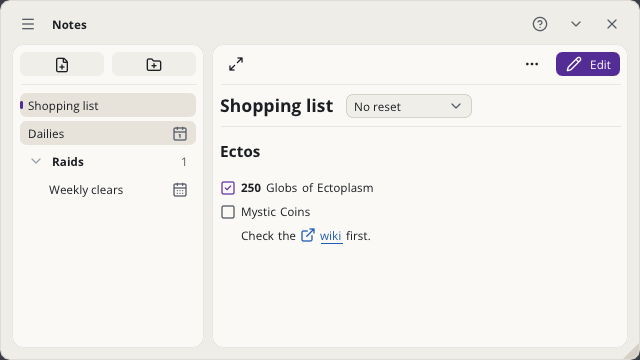 Notes
Edit
Shopping list
Dailies
Raids 1
Weekly clears
Shopping list No reset
Ectos
250 Globs of Ectoplasm
Mystic Coins
Check the wiki first.